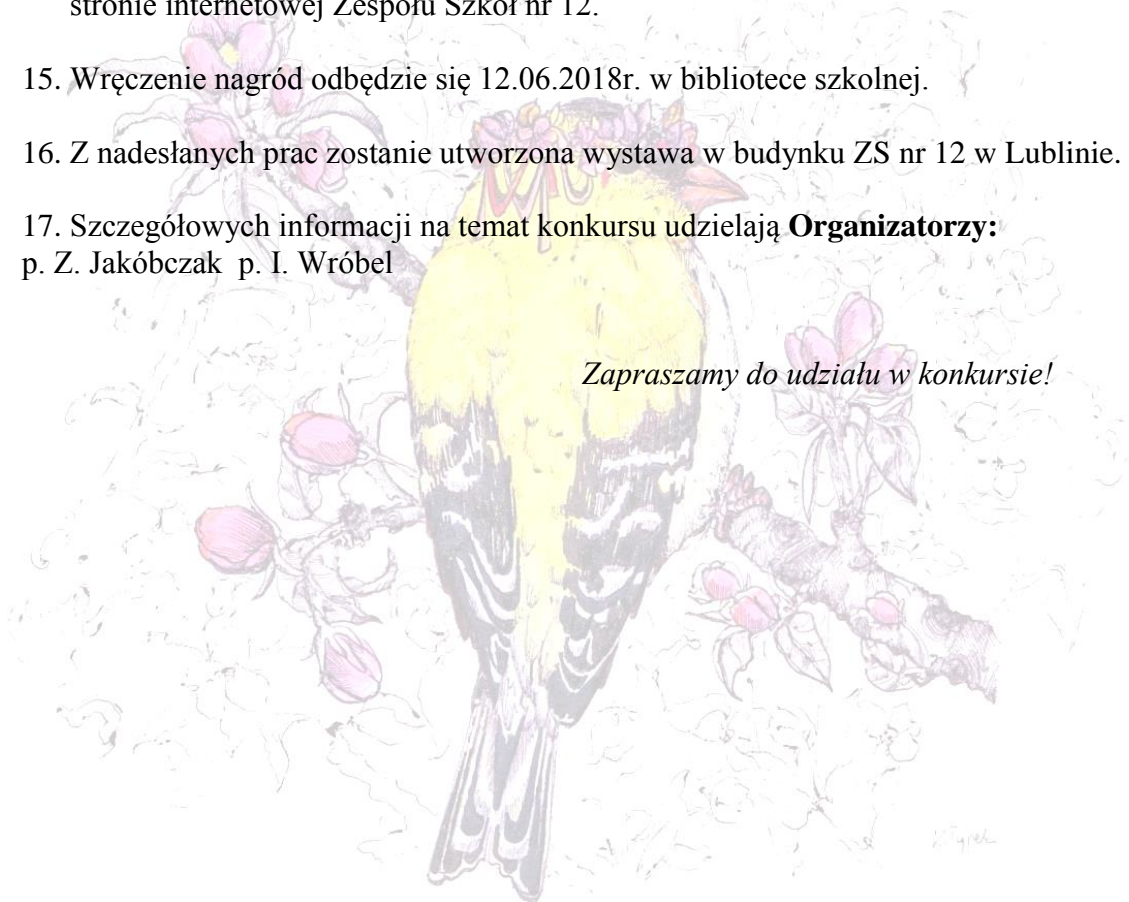 stronie internetowej Zespołu Szkół nr 12.
15. Wręczenie nagród odbędzie się 12.06.2018r. w bibliotece szkolnej.
16. Z nadesłanych prac zostanie utworzona wystawa w budynku ZS nr 12 w Lublinie.
17. Szczegółowych informacji na temat konkursu udzielają Organizatorzy:
p. Z. Jakóbczak p. I. Wróbel
Zapraszamy do udziału w konkursie!